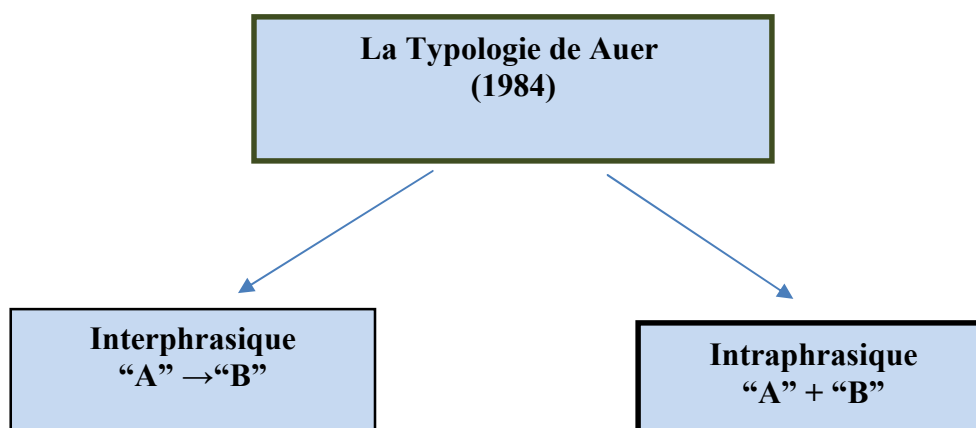 La Typologie de Auer
(1984)
Interphrasique
“A” →“B”
Intraphrasique
“A” + “B”